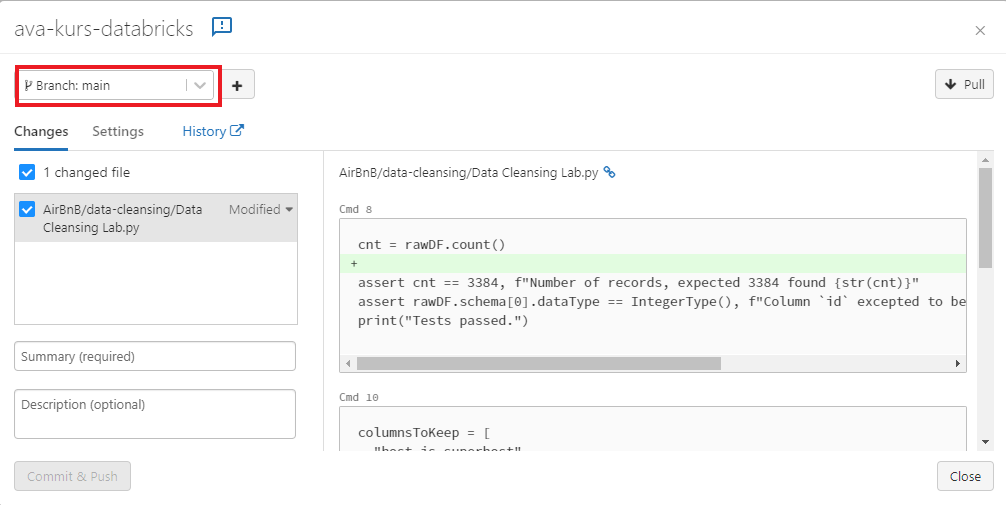 ava-kurs-databricks
Branch: main
+
Pull
Changes
Settings
History
1 changed file
AirBnB/data-cleansing/Data
Cleansing Lab.py
Modified
Summary (required)
Description (optional)
Commit & Push
AirBnB/data-cleansing/Data Cleansing Lab.py
Cmd 8
cnt = rawDF.count()
+
assert cnt == 3384, f"Number of records, expected 3384 found {str(cnt)}"
assert rawDF.schema[0].dataType == IntegerType(), f"Column `id` excepted to be
print("Tests passed.")
Cmd 10
columnsToKeep = [
"host_is_superhost"
Close